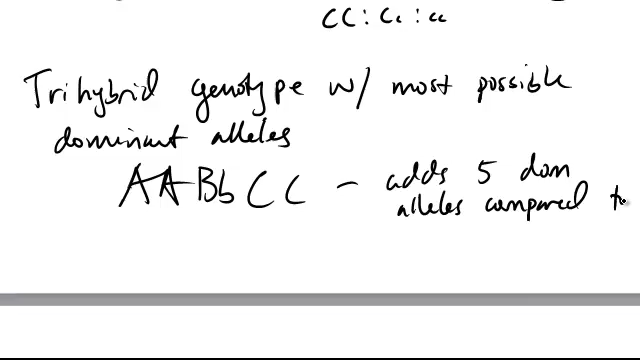 CC : Cc : cc
Trihybrid genotype w/ most possible
dominant alleles
AABbCC – adds 5 dom
alleles compared